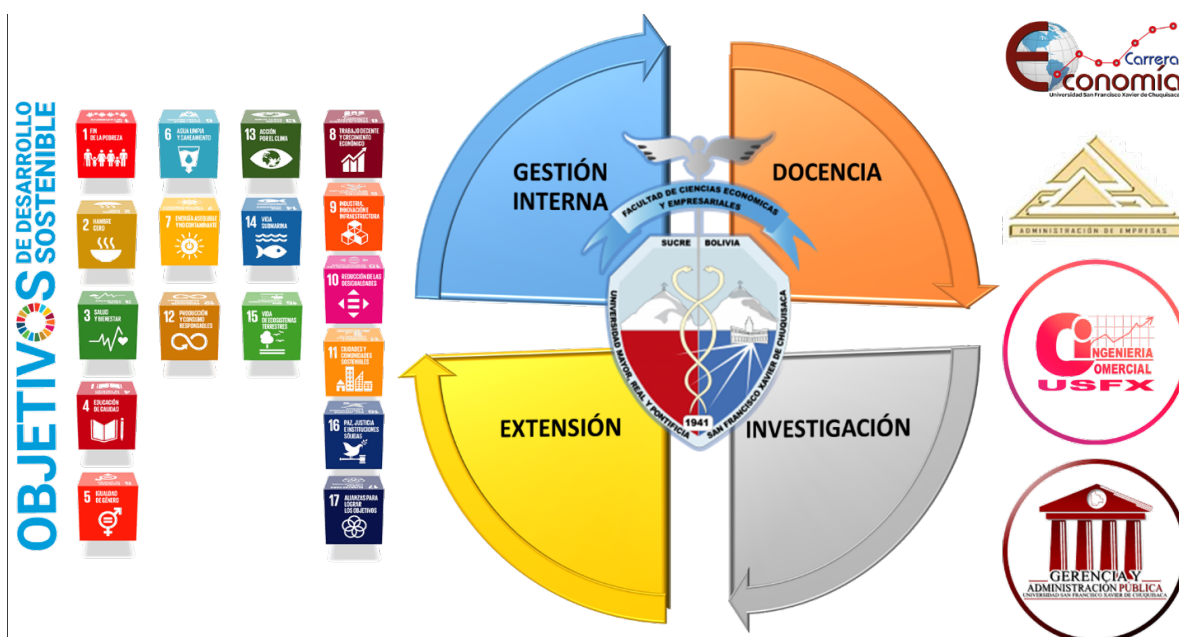 OBJETIVOS
DE DESARROLLO
SOSTENIBLE
1 FIN
DE LA POBREZA
2 HAMBRE
CERO
3 SALUD
Y BIENESTAR
4 EDUCACIÓN
DE CALIDAD
5 IGUALDAD
DE GÉNERO
6 AGUA LIMPIA
Y SANEAMIENTO
7 ENERGÍA ASEQUIBLE
Y NO CONTAMINANTE
12 PRODUCCIÓN
Y CONSUMO
RESPONSABLES
13 ACCIÓN
POR EL CLIMA
14 VIDA
SUBMARINA
15 VIDA
DE ECOSISTEMAS
TERRESTRES
8 TRABAJO DECENTE
Y CRECIMIENTO
ECONÓMICO
9 INDUSTRIA,
INNOVACIÓN E
INFRAESTRUCTURA
10 REDUCCIÓN DE LAS
DESIGUALDADES
11 CIUDADES Y
COMUNIDADES
SOSTENIBLES
16 PAZ, JUSTICIA
E INSTITUCIONES
SÓLIDAS
17 ALIANZAS PARA
LOGRAR
LOS OBJETIVOS
GESTIÓN
INTERNA
DOCENCIA
EXTENSIÓN
INVESTIGACIÓN
FACULTAD DE CIENCIAS ECONÓMICAS
Y EMPRESARIALES
SUCRE BOLIVIA
UNIVERSIDAD MAYOR, REAL Y PONTIFICIA
SAN FRANCISCO XAVIER DE CHUQUISACA
1941
Carrera
Economía
Universidad San Francisco Xavier de Chuquisaca
ADMINISTRACIÓN DE EMPRESAS
INGENIERIA
COMERCIAL
USFX
GERENCIA Y
ADMINISTRACIÓN PÚBLICA
UNIVERSIDAD SAN FRANCISCO XAVIER DE CHUQUISACA